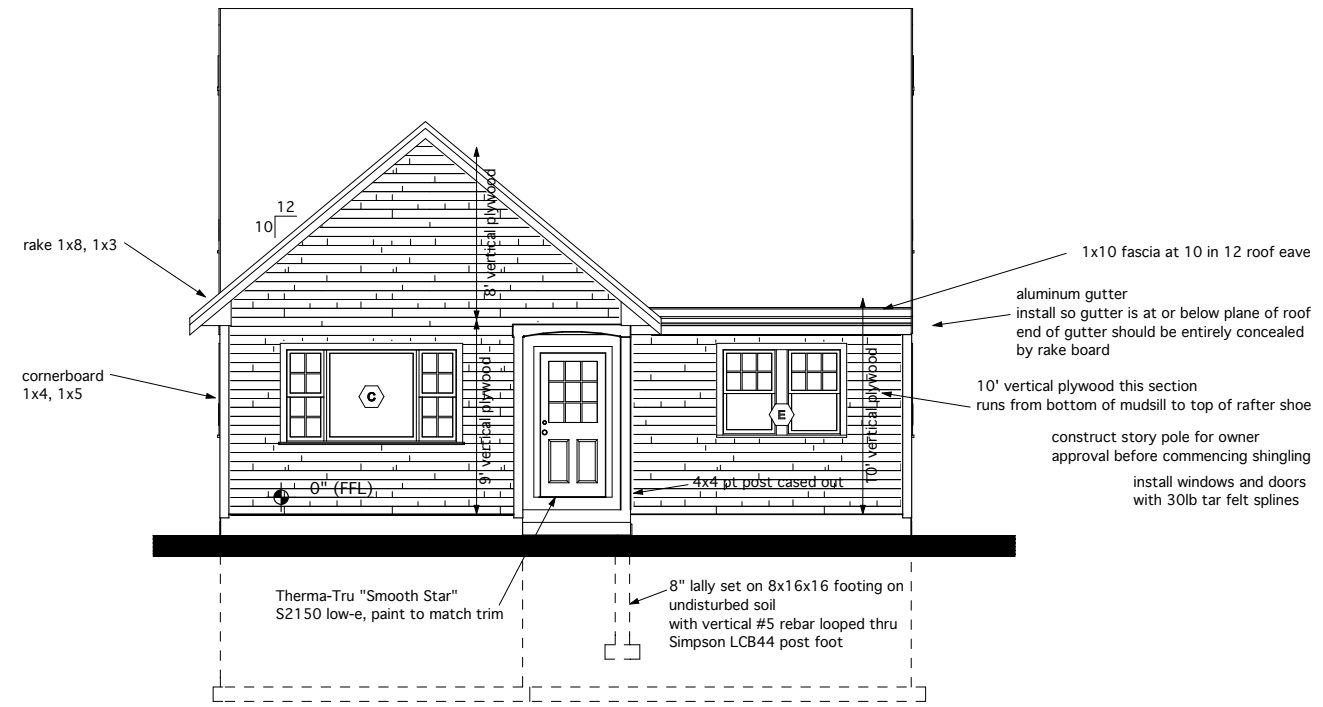 8' vertical plywood
12
10
rake 1x8, 1x3
1x10 fascia at 10 in 12 roof eave
aluminum gutter
install so gutter is at or below plane of roof
end of gutter should be entirely concealed
by rake board
cornerboard
1x4, 1x5
C
9' vertical plywood
E
10' vertical plywood
10' vertical plywood this section
runs from bottom of mudsill to top of rafter shoe
construct story pole for owner
approval before commencing shingling
install windows and doors
with 30lb tar felt splines
0" (FFL)
4x4 pt post cased out
Therma-Tru "Smooth Star"
S2150 low-e, paint to match trim
8" lally set on 8x16x16 footing on
undisturbed soil
with vertical #5 rebar looped thru
Simpson LCB44 post foot